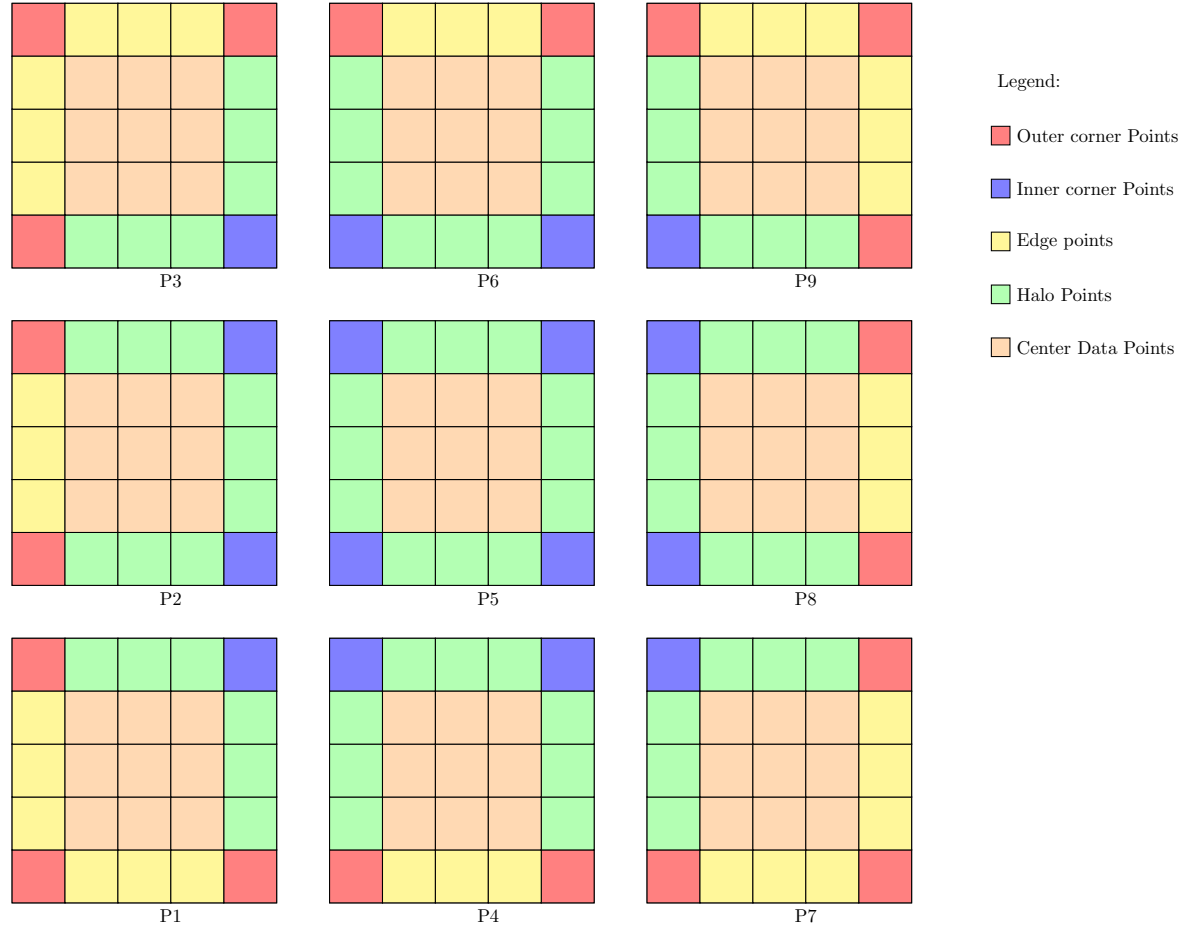 P3
P6
P9
Legend:
Outer corner Points
Inner corner Points
Edge points
Halo Points
Center Data Points
P2
P5
P8
P1
P4
P7